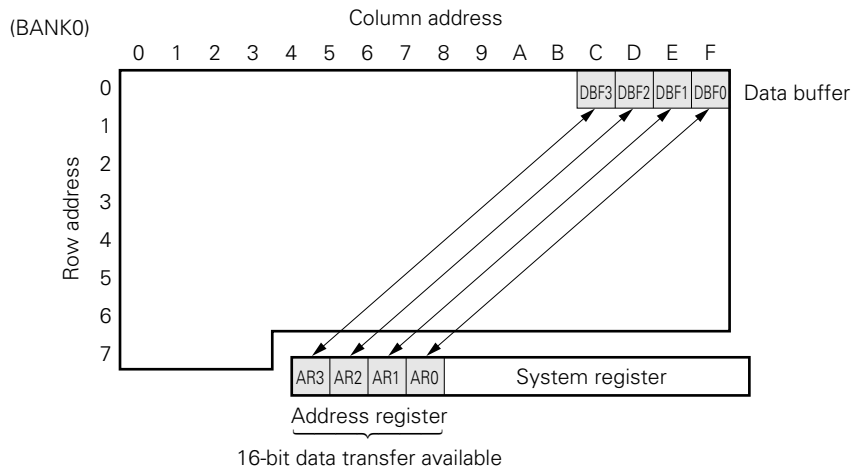 (BANK0)
Column address
0 1 2 3 4 5 6 7 8 9 A B C D E F
Row address
0
1
2
3
4
5
6
7
DBF3 DBF2 DBF1 DBF0
Data buffer
AR3 AR2 AR1 AR0
System register
Address register
16-bit data transfer available